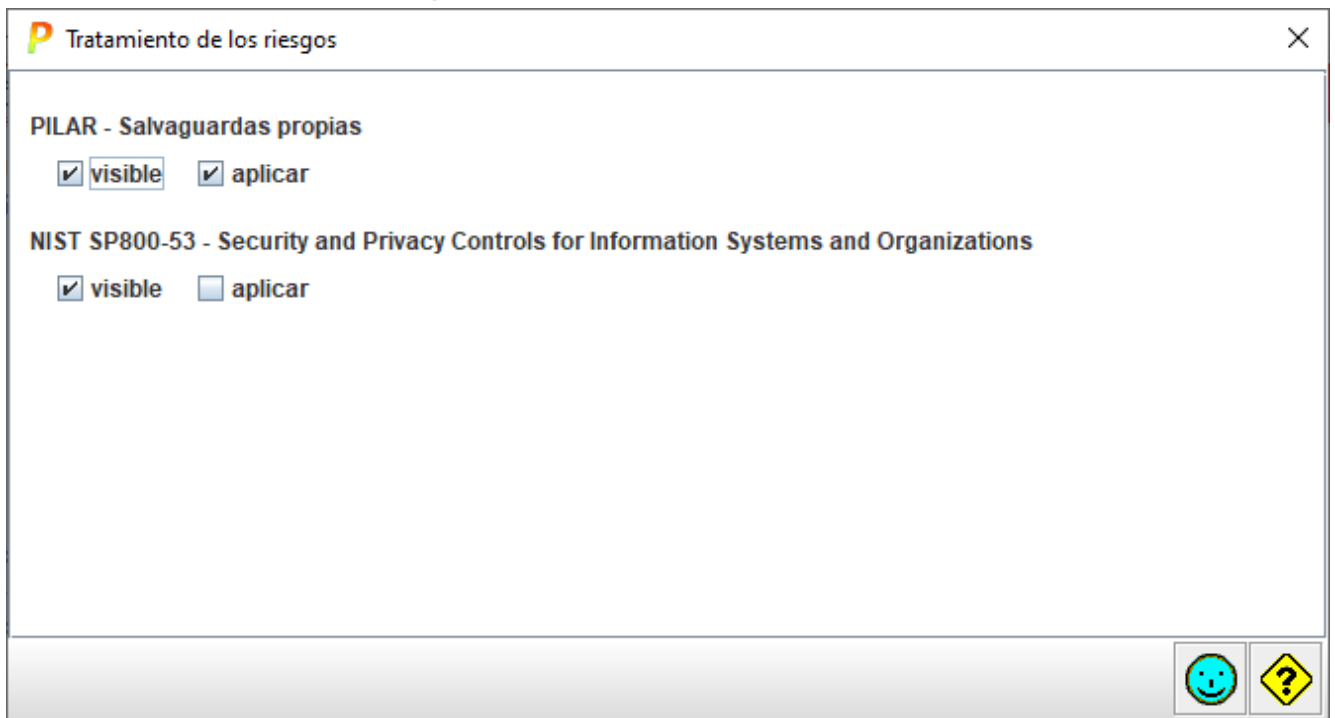 P Tratamiento de los riesgos
PILAR - Salvaguardas propias
visible aplicar
NIST SP800-53 - Security and Privacy Controls for Information Systems and Organizations
visible aplicar
?